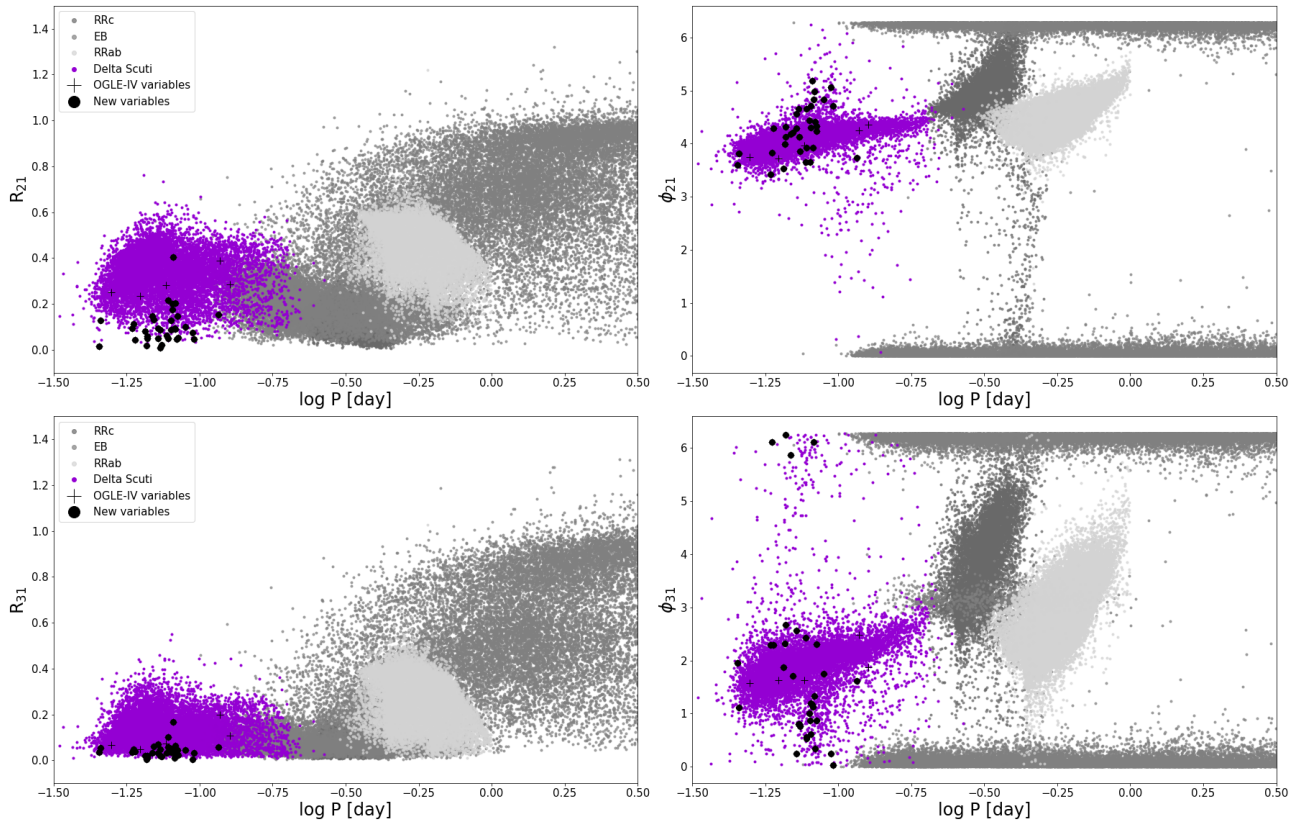 R₂₁
1.4
1.2
1.0
0.8
0.6
0.4
0.2
0.0
RRc
EB
RRab
Delta Scuti
OGLE-IV variables
New variables
−1.50 −1.25 −1.00 −0.75 −0.50 −0.25 0.00 0.25 0.50
log P [day]
ϕ₂₁
6
5
4
3
2
1
0
−1.50 −1.25 −1.00 −0.75 −0.50 −0.25 0.00 0.25 0.50
log P [day]
R₃₁
1.4
1.2
1.0
0.8
0.6
0.4
0.2
0.0
RRc
EB
RRab
Delta Scuti
OGLE-IV variables
New variables
−1.50 −1.25 −1.00 −0.75 −0.50 −0.25 0.00 0.25 0.50
log P [day]
ϕ₃₁
6
5
4
3
2
1
0
−1.50 −1.25 −1.00 −0.75 −0.50 −0.25 0.00 0.25 0.50
log P [day]